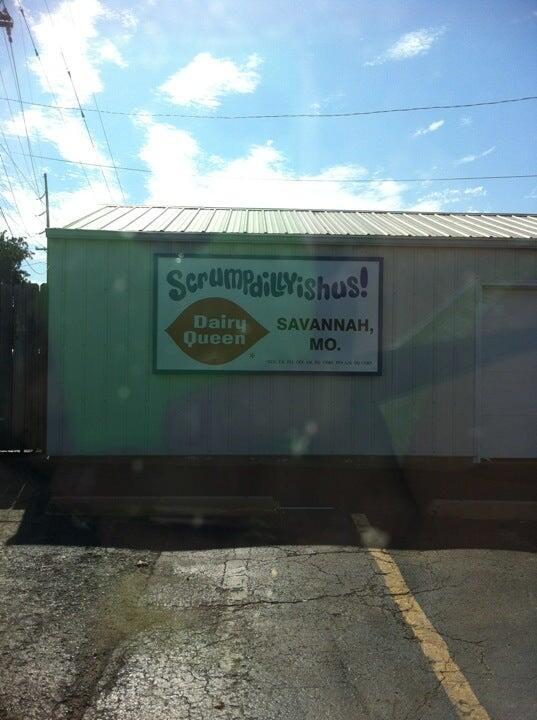 Scrumpdillyishus!
Dairy
Queen
SAVANNAH,
MO.